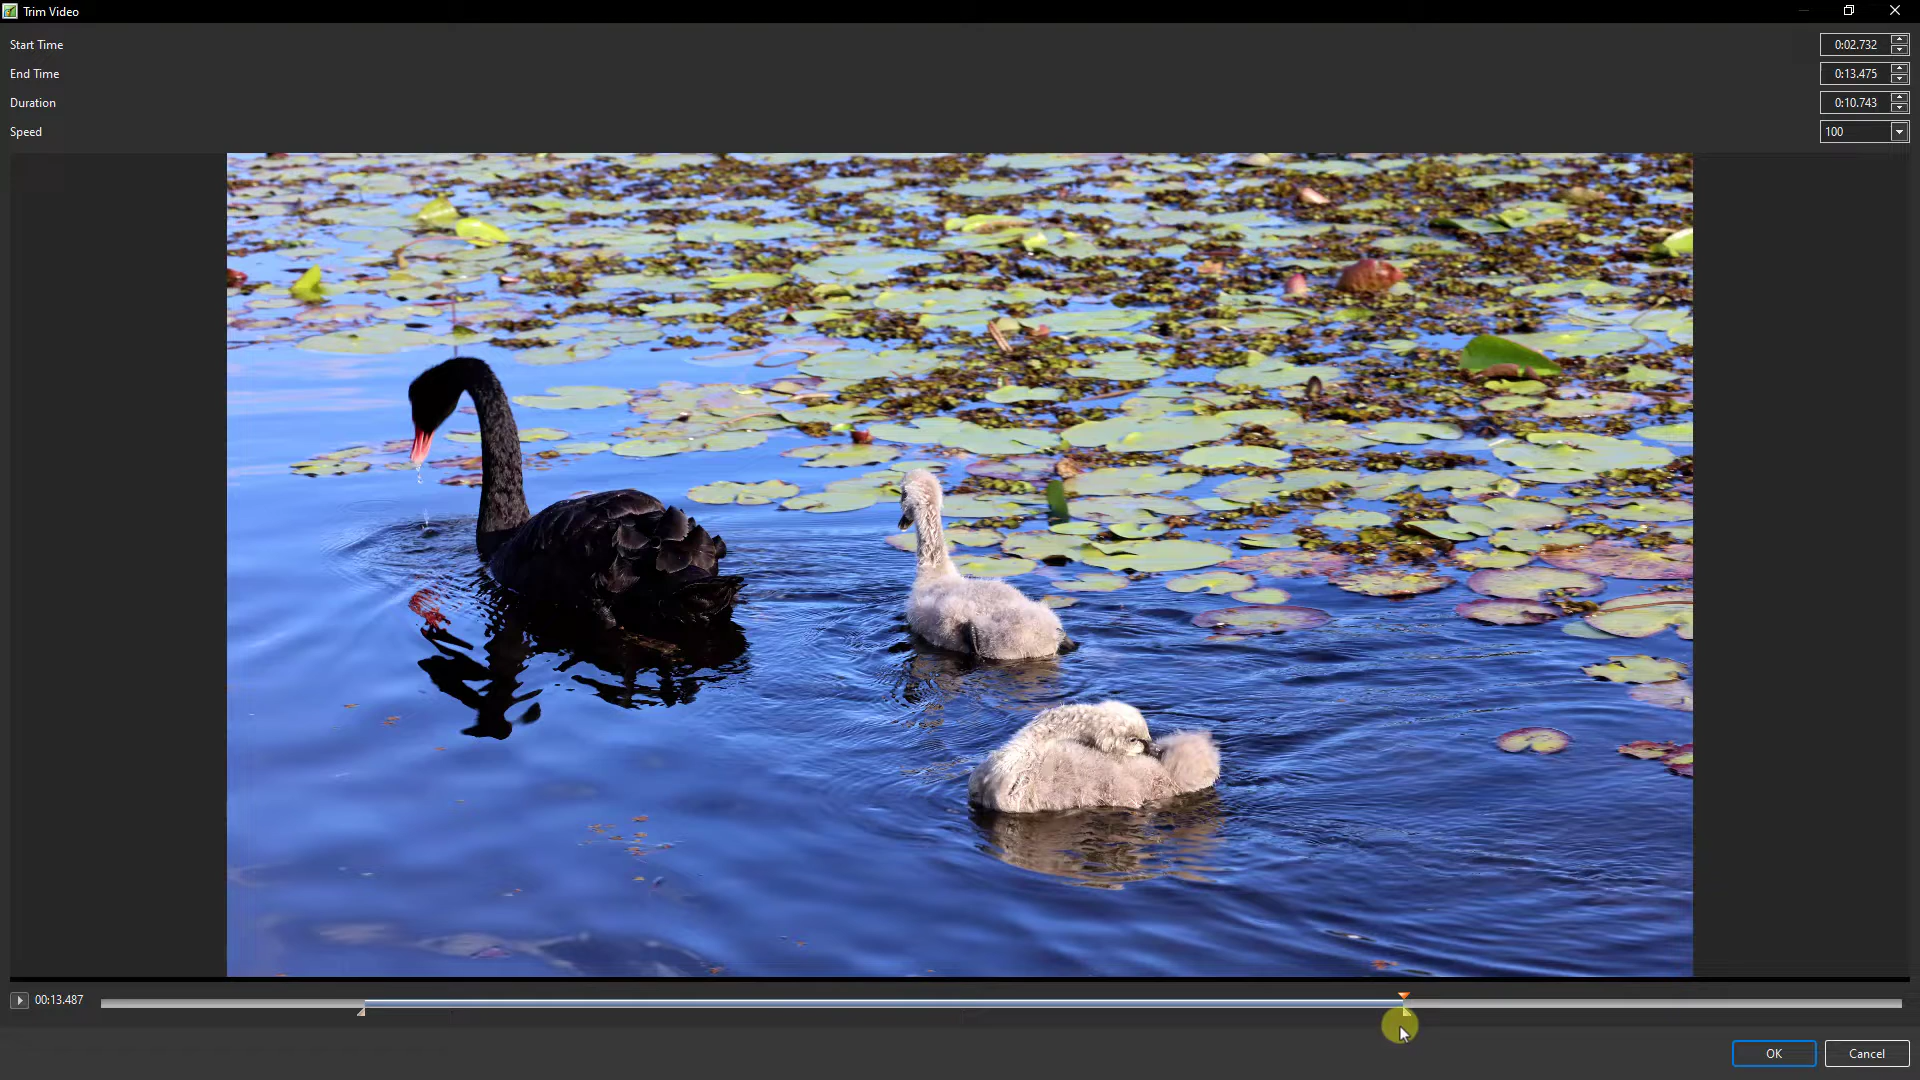 Trim Video
Start Time 0:02.732
End Time 0:13.475
Duration 0:10.743
Speed 100
00:13.487
OK Cancel